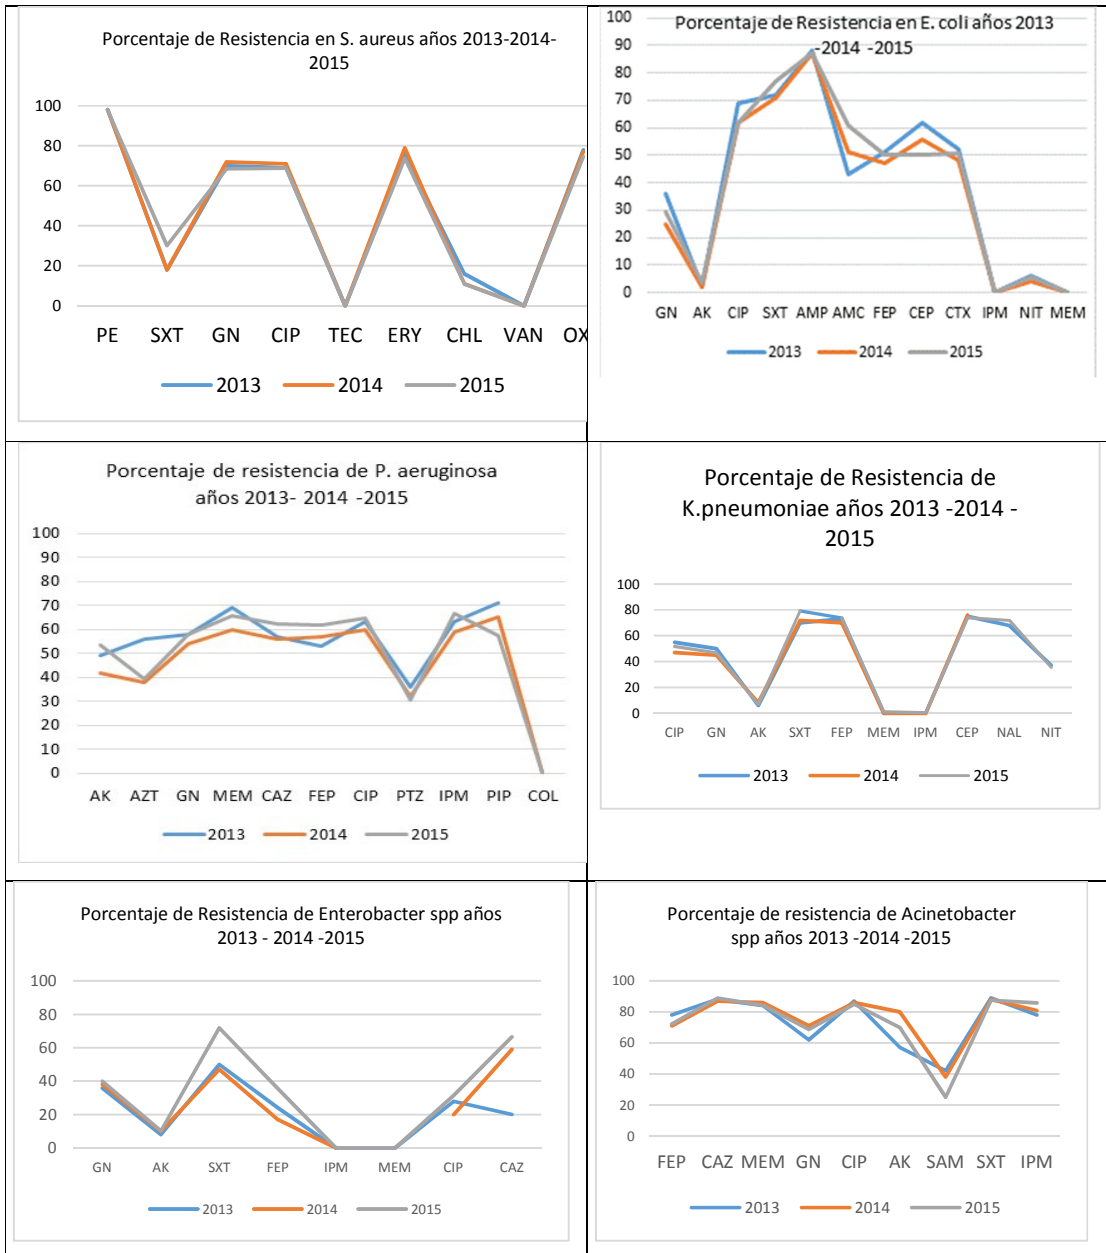 Porcentaje de Resistencia en S. aureus años 2013-2014-
2015
100
80
60
40
20
0
PE SXT GN CIP TEC ERY CHL VAN OX
2013 2014 2015
Porcentaje de Resistencia en E. coli años 2013
-2014 -2015
100
90
80
70
60
50
40
30
20
10
0
GN AK CIP SXT AMP AMC FEP CEP CTX IPM NIT MEM
2013 2014 2015
Porcentaje de resistencia de P. aeruginosa
años 2013- 2014 -2015
100
90
80
70
60
50
40
30
20
10
0
AK AZT GN MEM CAZ FEP CIP PTZ IPM PIP COL
2013 2014 2015
Porcentaje de Resistencia de
K.pneumoniae años 2013 -2014 -
2015
100
80
60
40
20
0
CIP GN AK SXT FEP MEM IPM CEP NAL NIT
2013 2014 2015
Porcentaje de Resistencia de Enterobacter spp años
2013 - 2014 -2015
100
80
60
40
20
0
GN AK SXT FEP IPM MEM CIP CAZ
2013 2014 2015
Porcentaje de resistencia de Acinetobacter
spp años 2013 -2014 -2015
100
80
60
40
20
0
FEP CAZ MEM GN CIP AK SAM SXT IPM
2013 2014 2015